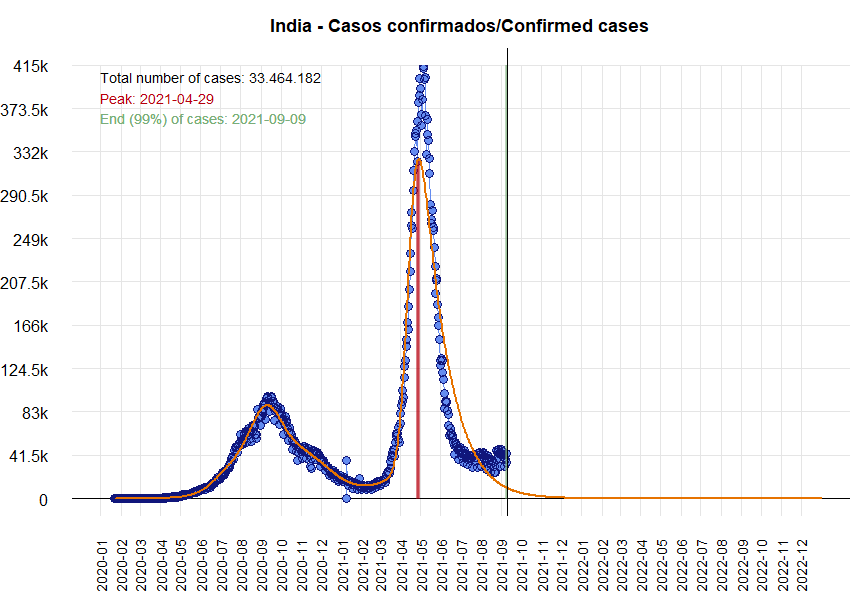 India - Casos confirmados/Confirmed cases
Total number of cases: 33.464.182
Peak: 2021-04-29
End (99%) of cases: 2021-09-09
415k
373.5k
332k
290.5k
249k
207.5k
166k
124.5k
83k
41.5k
0
2020-01
2020-02
2020-03
2020-04
2020-05
2020-06
2020-07
2020-08
2020-09
2020-10
2020-11
2020-12
2021-01
2021-02
2021-03
2021-04
2021-05
2021-06
2021-07
2021-08
2021-09
2021-10
2021-11
2021-12
2022-01
2022-02
2022-03
2022-04
2022-05
2022-06
2022-07
2022-08
2022-09
2022-10
2022-11
2022-12